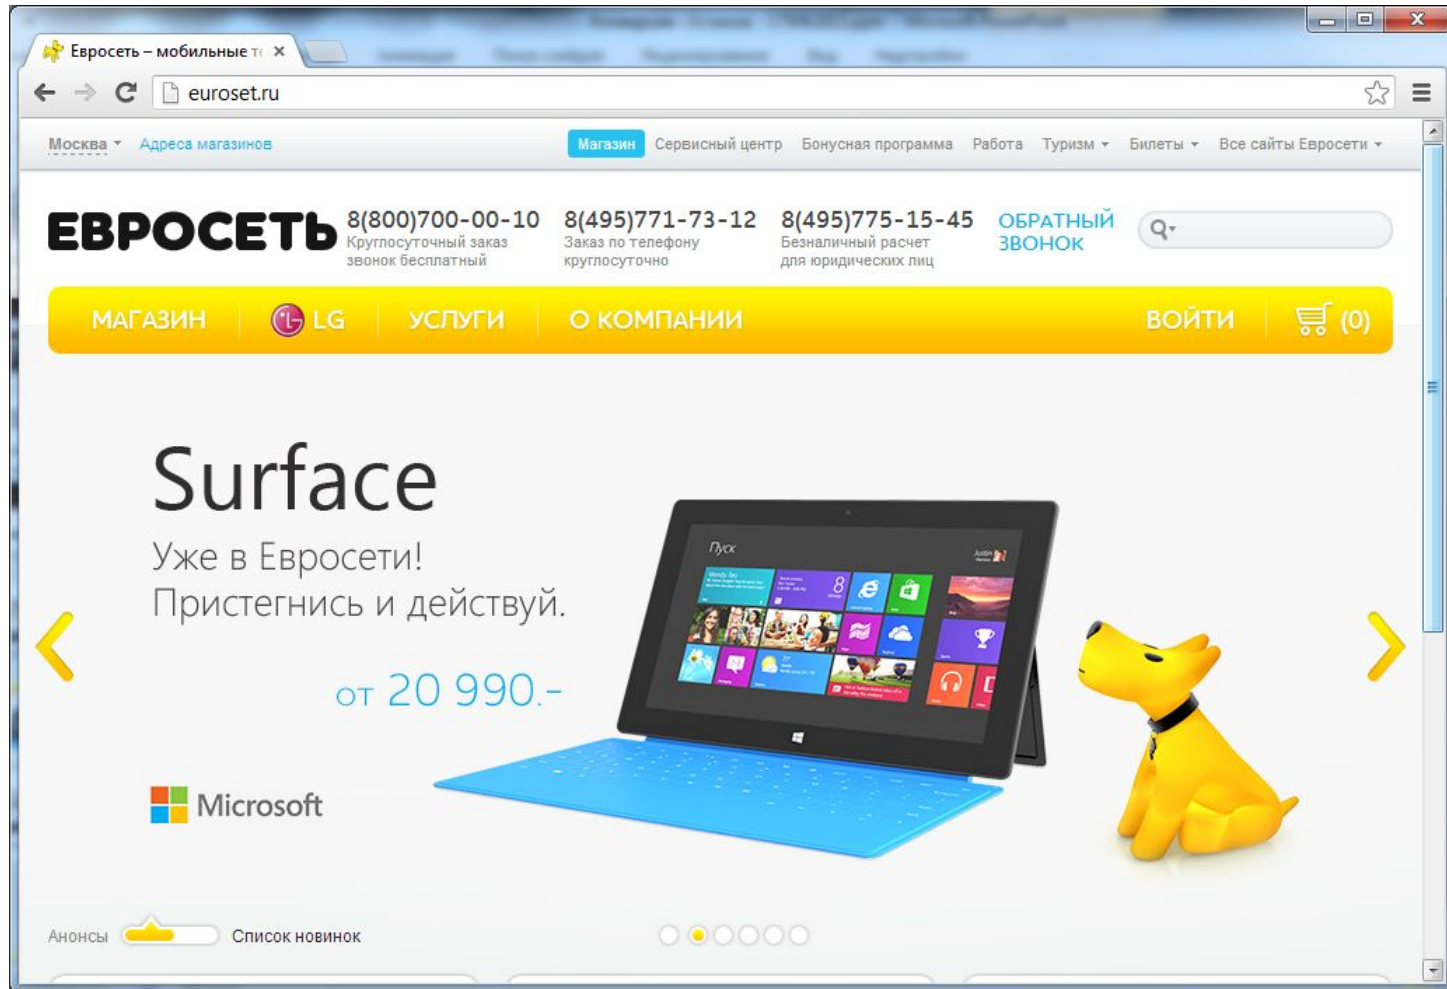 Евросеть – мобильные т
euroset.ru
Москва Адреса магазинов Магазин Сервисный центр Бонусная программа Работа Туризм Билеты Все сайты Евросети
ЕВРОСЕТЬ
8(800)700-00-10
Круглосуточный заказ
звонок бесплатный
8(495)771-73-12
Заказ по телефону
круглосуточно
8(495)775-15-45
Безналичный расчет
для юридических лиц
ОБРАТНЫЙ
ЗВОНОК
МАГАЗИН LG УСЛУГИ О КОМПАНИИ ВОЙТИ (0)
Surface
Уже в Евросети!
Пристегнись и действуй.
от 20 990.-
Microsoft
Пуск
8
Анонсы Список новинок